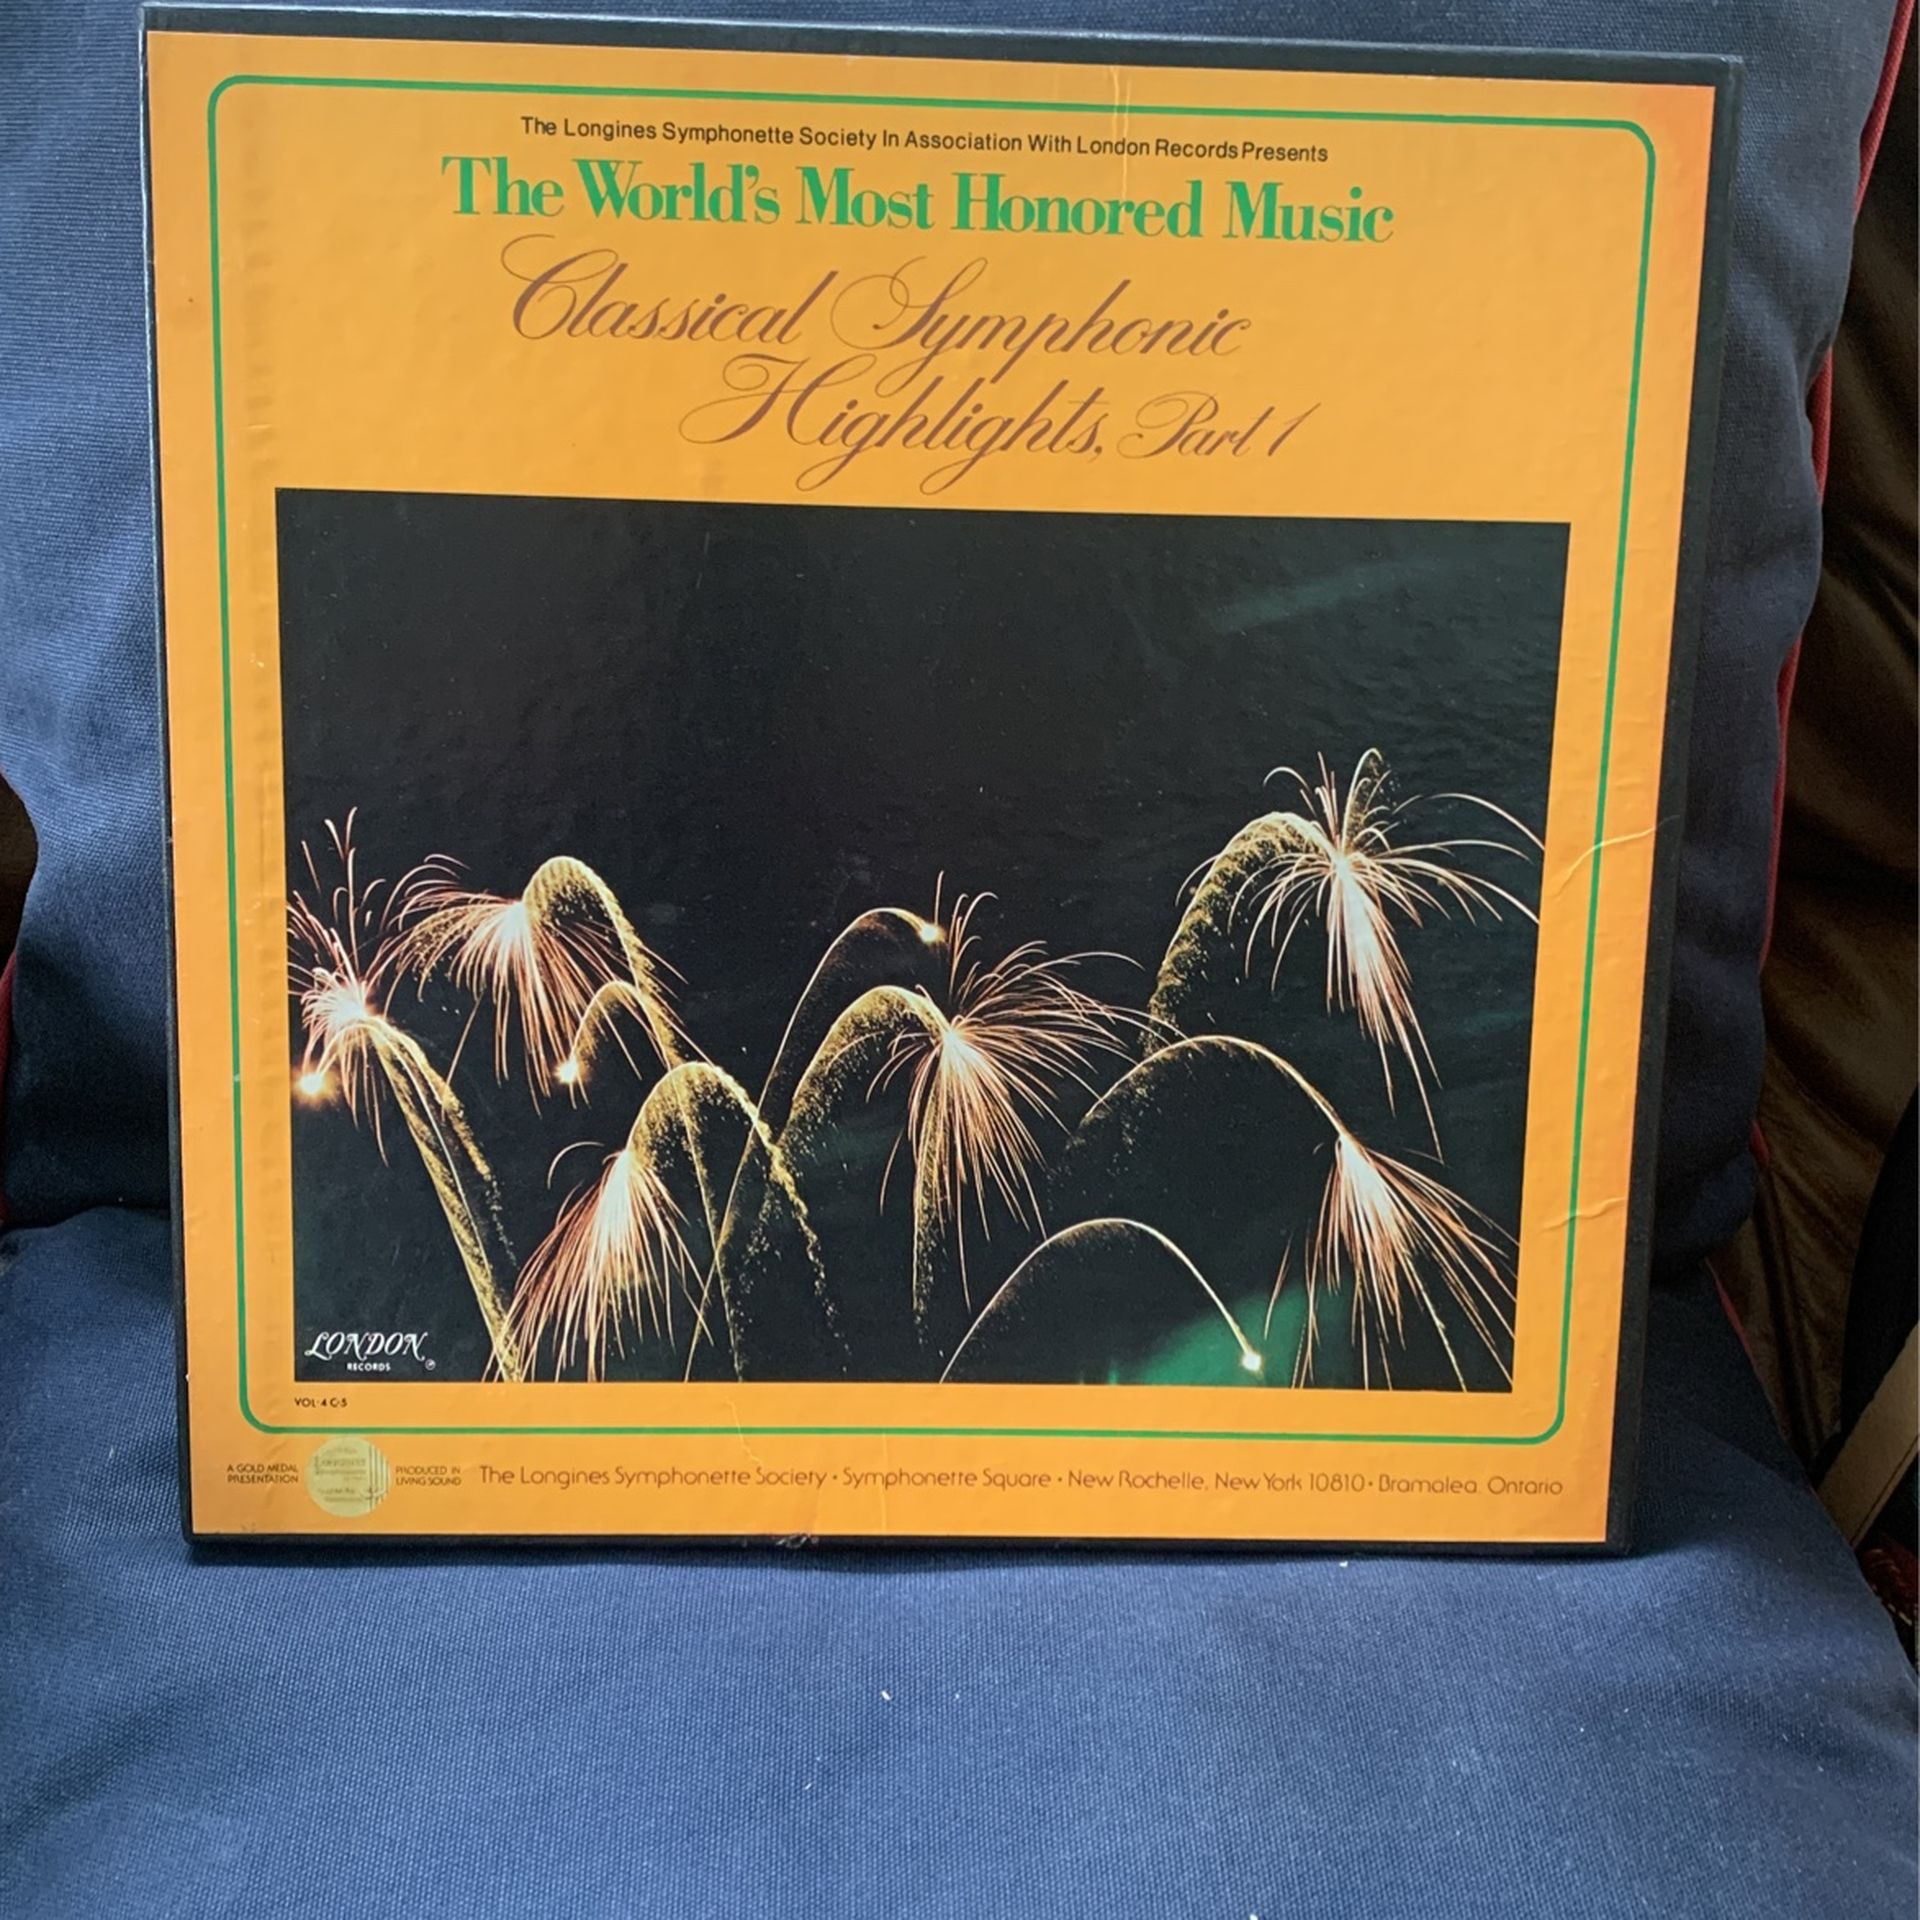 The Longines Symphonette Society In Association With London Records Presents
The World's Most Honored Music
Classical Symphonic
Highlights, Part 1
LONDON
RECORDS
VOL·4 C-5
A GOLD MEDAL
PRESENTATION
PRODUCED IN
LIVING SOUND
The Longines Symphonette Society • Symphonette Square • New Rochelle, New York 10810 • Bramalea, Ontario